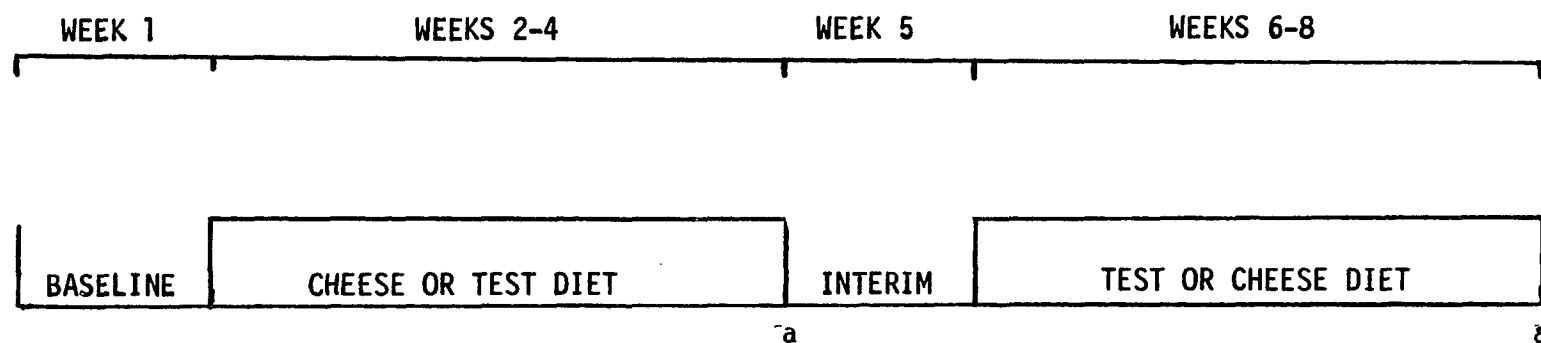 WEEK 1 WEEKS 2-4 WEEK 5 WEEKS 6-8
BASELINE CHEESE OR TEST DIET INTERIM TEST OR CHEESE DIET
a